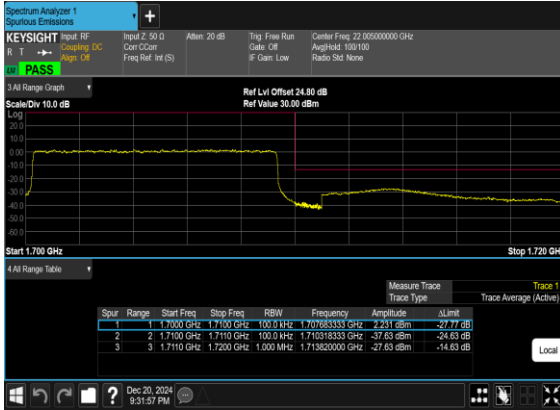 Spectrum Analyzer 1
Spurious Emissions
+
KEYSIGHT Input: RF Input Z: 50 Ω Atten: 20 dB Trig: Free Run Center Freq: 22.005000000 GHz
R T Coupling: DC Corr CCorr Gate: Off Avg|Hold: 100/100
Align: Off Freq Ref: Int (S) IF Gain: Low Radio Std: None
PASS
3 All Range Graph
Ref Lvl Offset 24.80 dB
Scale/Div 10.0 dB Ref Value 30.00 dBm
Log
20.0
10.0
0.00
-10.0
-20.0
-30.0
-40.0
-50.0
-60.0
Start 1.700 GHz Stop 1.720 GH
4 All Range Table
Measure Trace Trace 1
Trace Type Trace Average (Active)
Spur Range Start Freq Stop Freq RBW Frequency Amplitude ΔLimit
1 1 1.7000 GHz 1.7100 GHz 100.0 kHz 1.707683333 GHz 2.231 dBm -27.77 dB
2 2 1.7100 GHz 1.7110 GHz 100.0 kHz 1.710318333 GHz -37.63 dBm -24.63 dB
3 3 1.7110 GHz 1.7200 GHz 1.000 MHz 1.713820000 GHz -27.63 dBm -14.63 dB
Local
?
Dec 20, 2024
9:31:57 PM